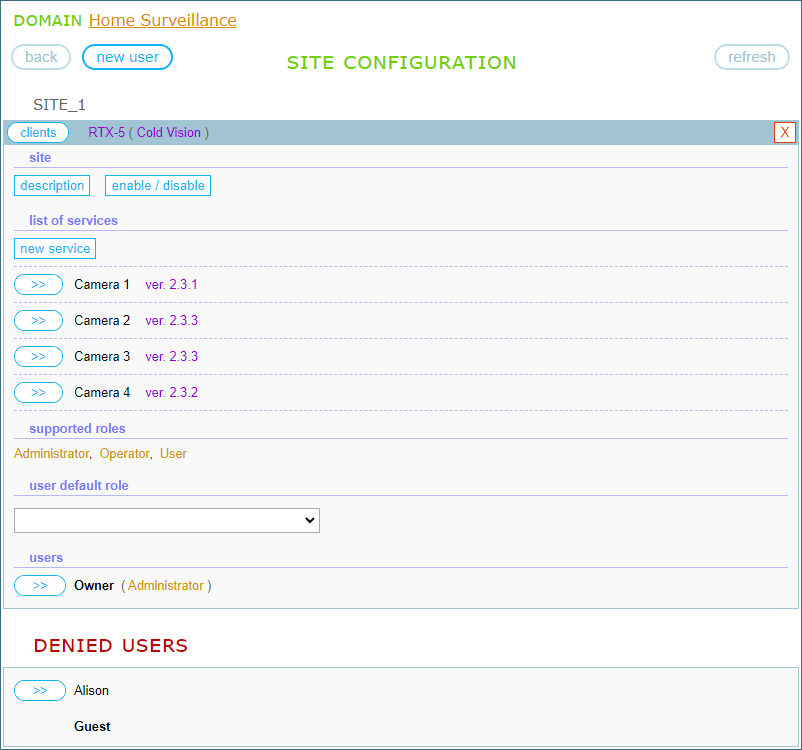 DOMAIN Home Surveillance
back new user SITE CONFIGURATION refresh
SITE_1
clients RTX-5 ( Cold Vision ) X
site
description enable / disable
list of services
new service
>> Camera 1 ver. 2.3.1
>> Camera 2 ver. 2.3.3
>> Camera 3 ver. 2.3.3
>> Camera 4 ver. 2.3.2
supported roles
Administrator, Operator, User
user default role
users
>> Owner ( Administrator )
DENIED USERS
>> Alison
Guest